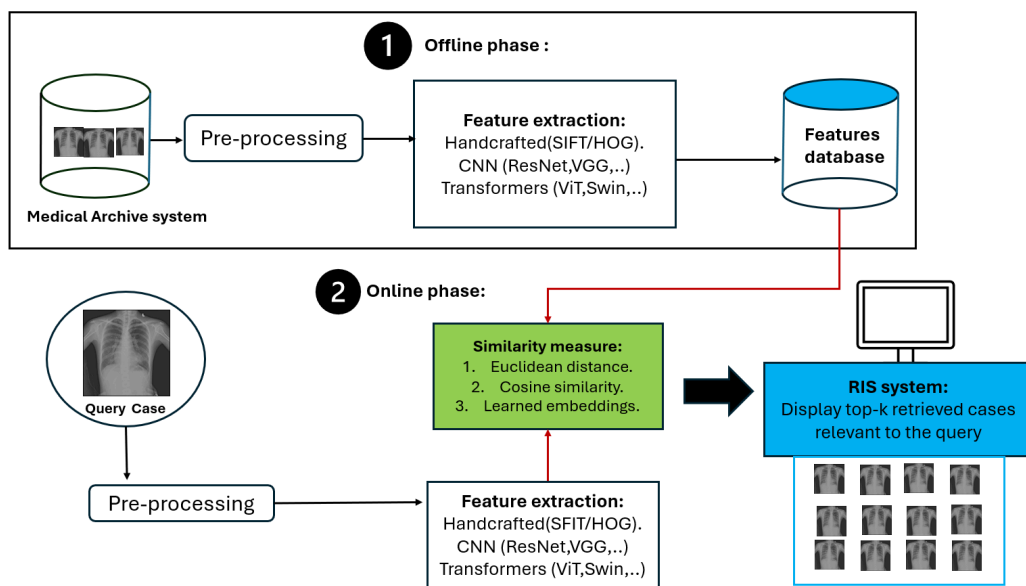 1 Offline phase :
Pre-processing
Feature extraction:
Handcrafted(SIFT/HOG).
CNN (ResNet,VGG,..)
Transformers (ViT,Swin,..)
Features
database
Medical Archive system
2 Online phase:
Query Case
Similarity measure:
1. Euclidean distance.
2. Cosine similarity.
3. Learned embeddings.
RIS system:
Display top-k retrieved cases
relevant to the query
Pre-processing
Feature extraction:
Handcrafted(SFIT/HOG).
CNN (ResNet,VGG,..)
Transformers (ViT,Swin,..)